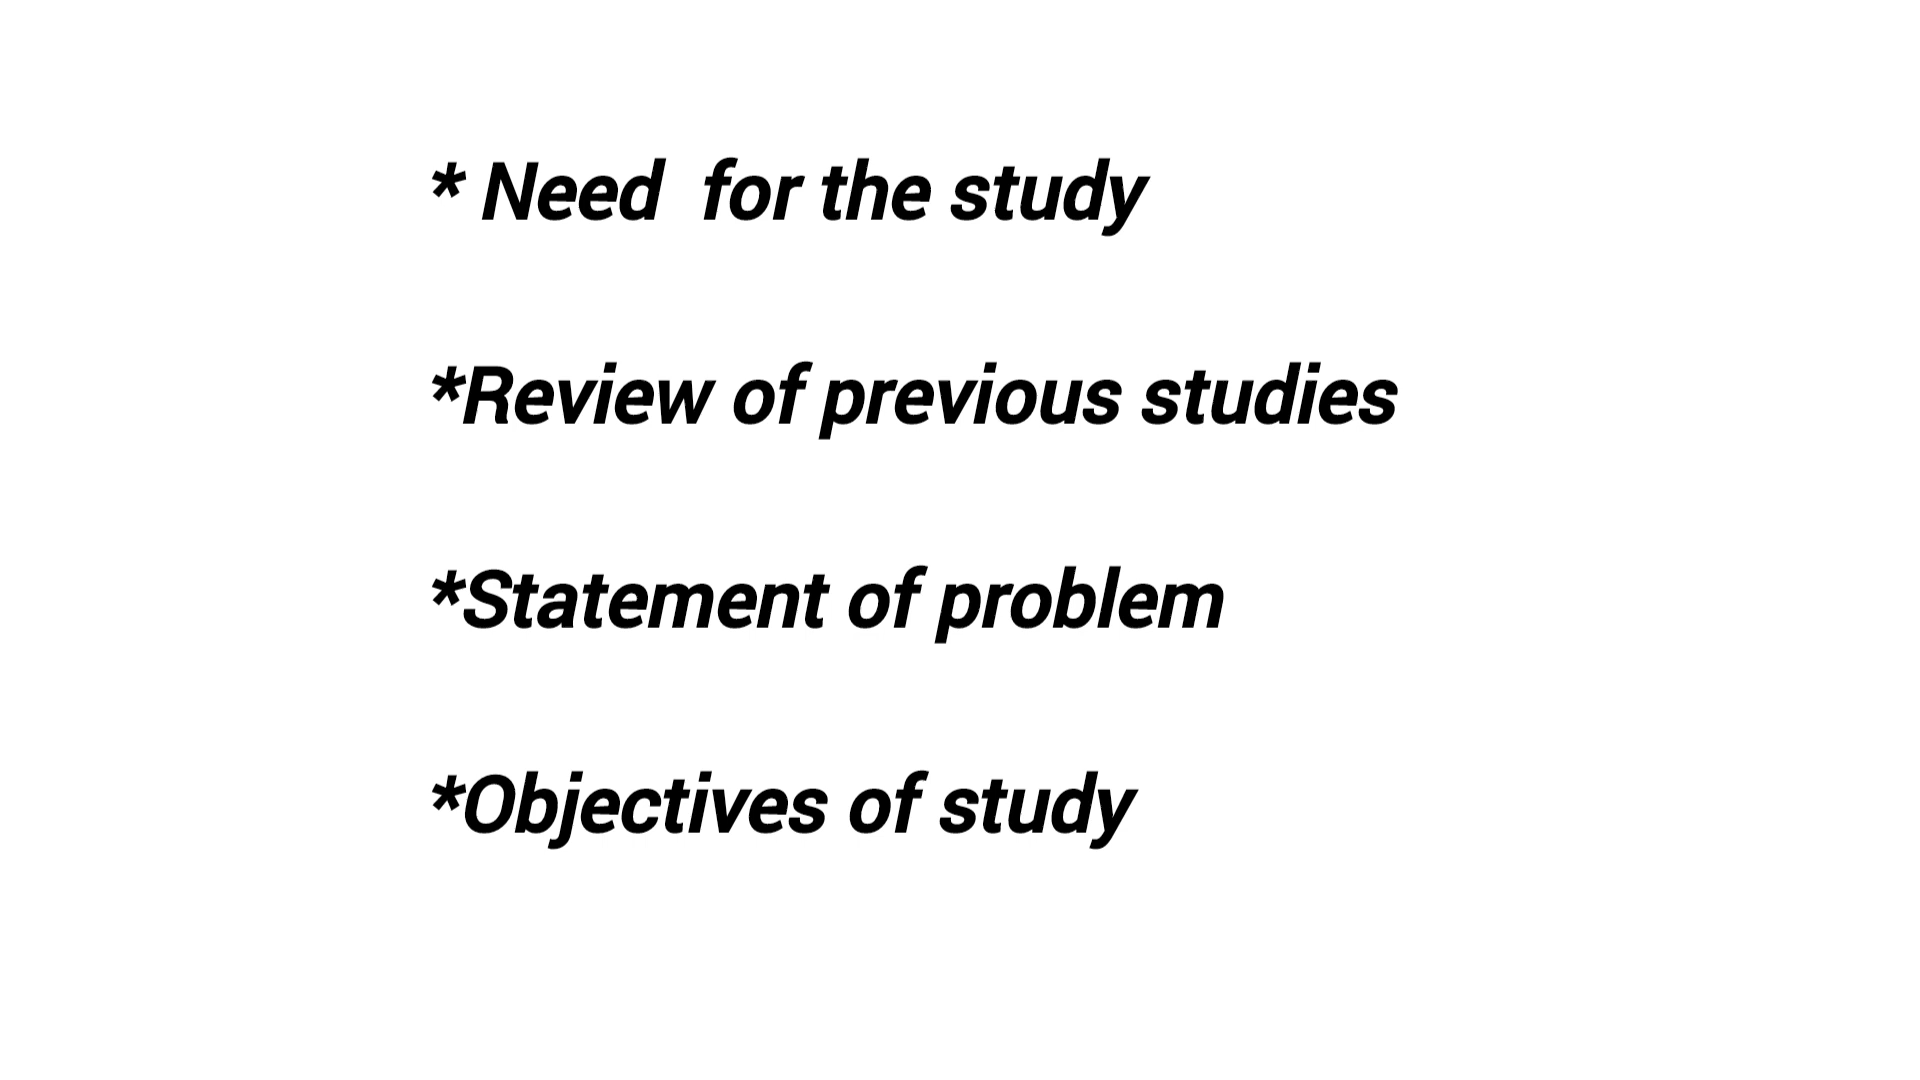 * Need  for the study
*Review of previous studies
*Statement of problem
*Objectives of study